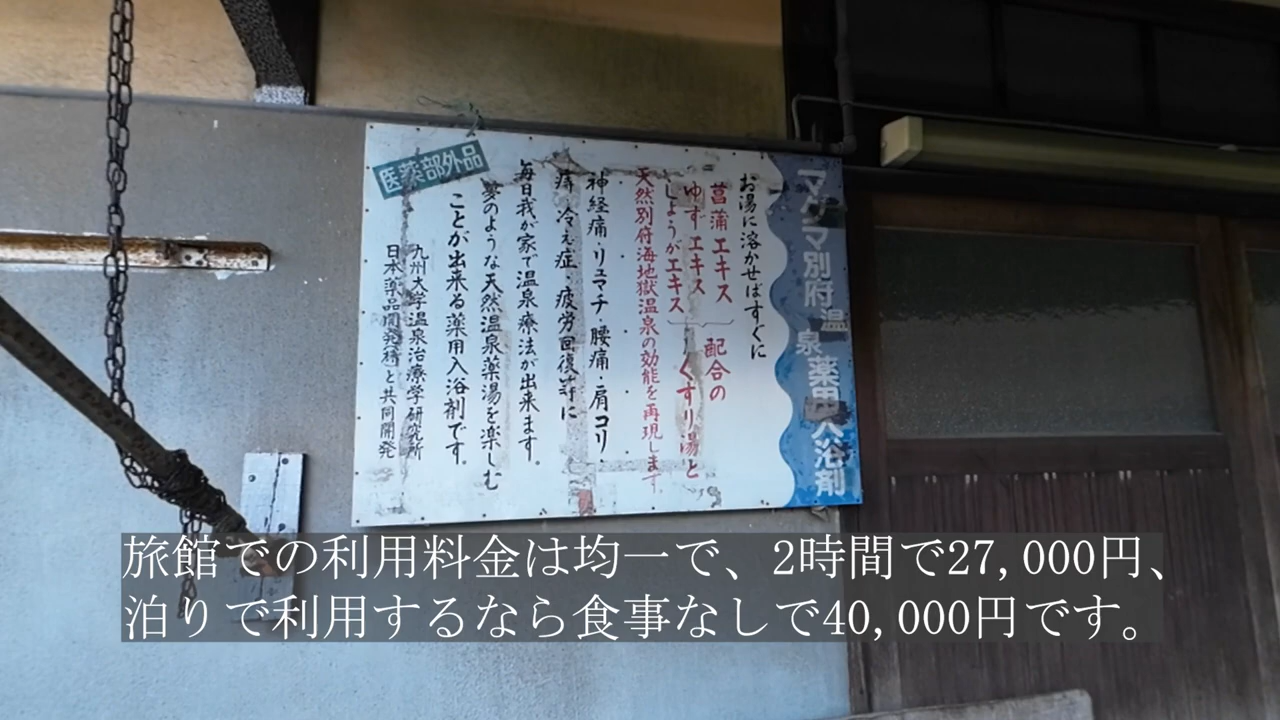 マグマ別府温泉薬用入浴剤
お湯に溶かせばすぐに
菖蒲エキス
ゆずエキス
しょうがエキス
配合の
くすり湯と
天然別府海地獄温泉の効能を再現します。
神経痛・リュマチ・腰痛・肩コリ・
痔・冷え症・疲労回復等に
毎日我が家で温泉療法が出来ます。
夢のような天然温泉薬湯を楽しむ
ことが出来る薬用入浴剤です。
医薬部外品
九州大学温泉治療学研究所
日本薬品開発㈱と共同開発
旅館での利用料金は均一で、2時間で27,000円、
泊りで利用するなら食事なしで40,000円です。